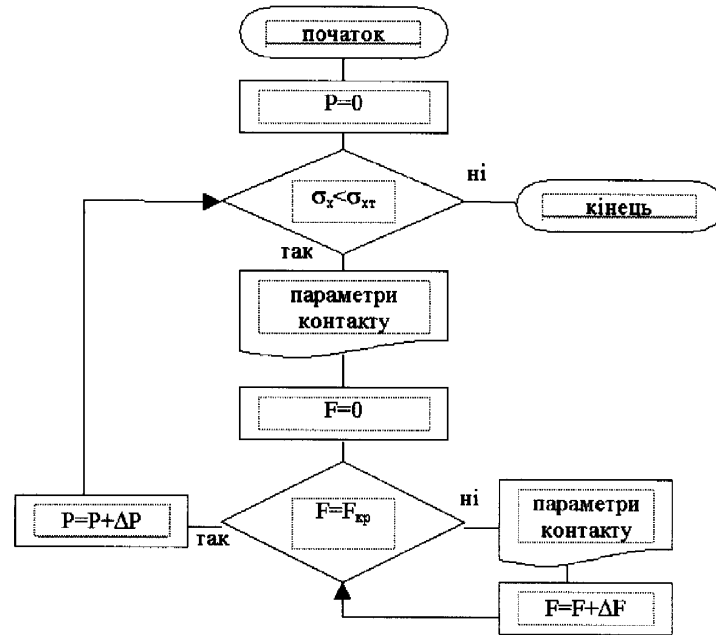 початок
P=0
σx<σxт
ні
кінець
так
параметри
контакту
F=0
F=Fкр
ні
параметри
контакту
так
P=P+ΔP
F=F+ΔF